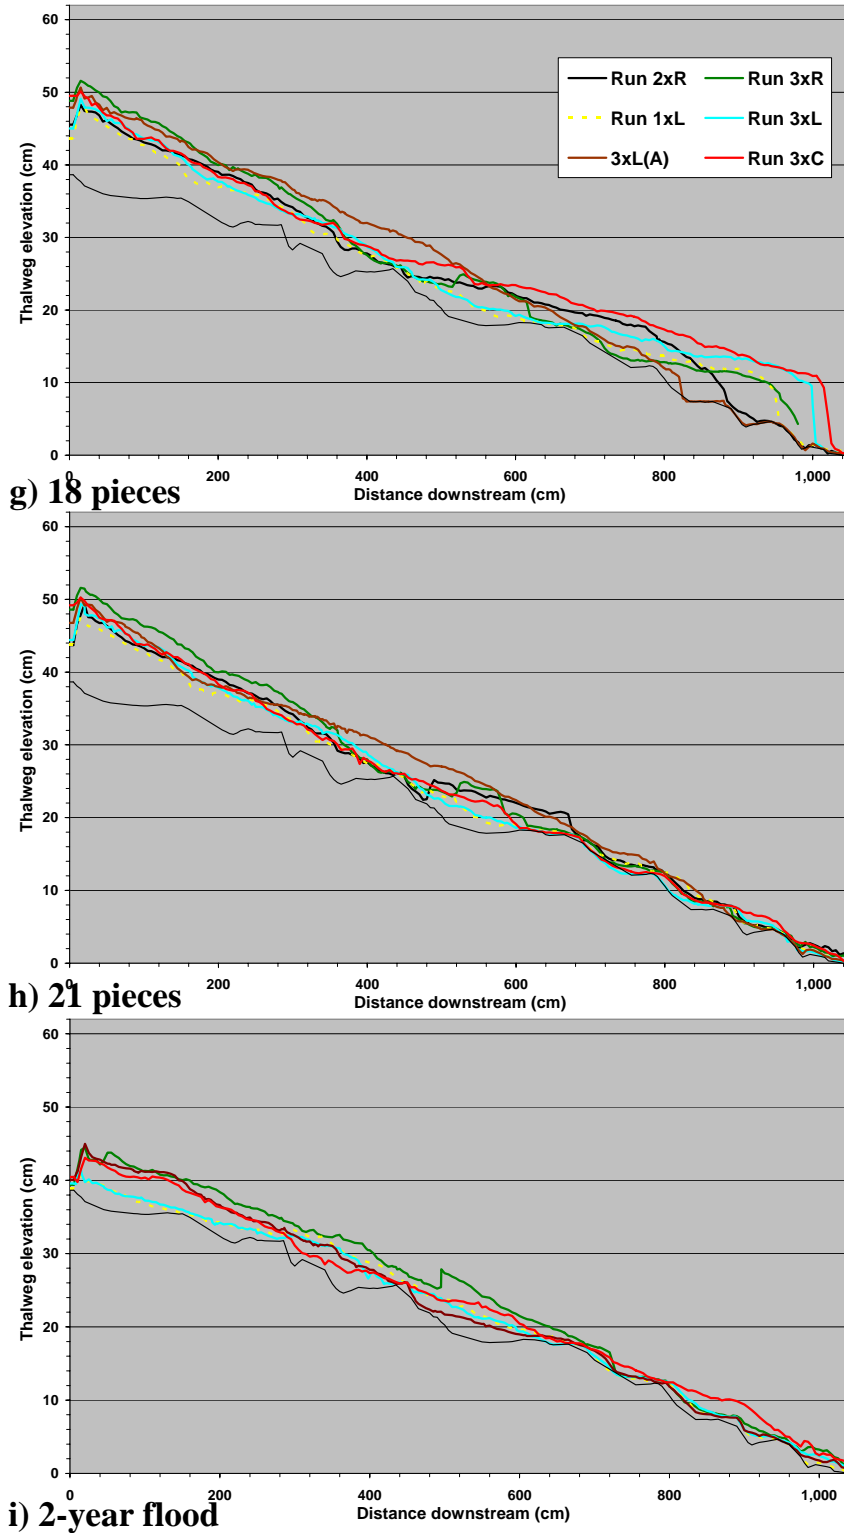 60
50
40
30
20
10
0
Thalweg elevation (cm)
Run 2xR Run 3xR
Run 1xL Run 3xL
3xL(A) Run 3xC
0 200 400 600 800 1,000
Distance downstream (cm)
g) 18 pieces
60
50
40
30
20
10
0
Thalweg elevation (cm)
0 200 400 600 800 1,000
Distance downstream (cm)
h) 21 pieces
60
50
40
30
20
10
0
Thalweg elevation (cm)
0 200 400 600 800 1,000
Distance downstream (cm)
i) 2-year flood